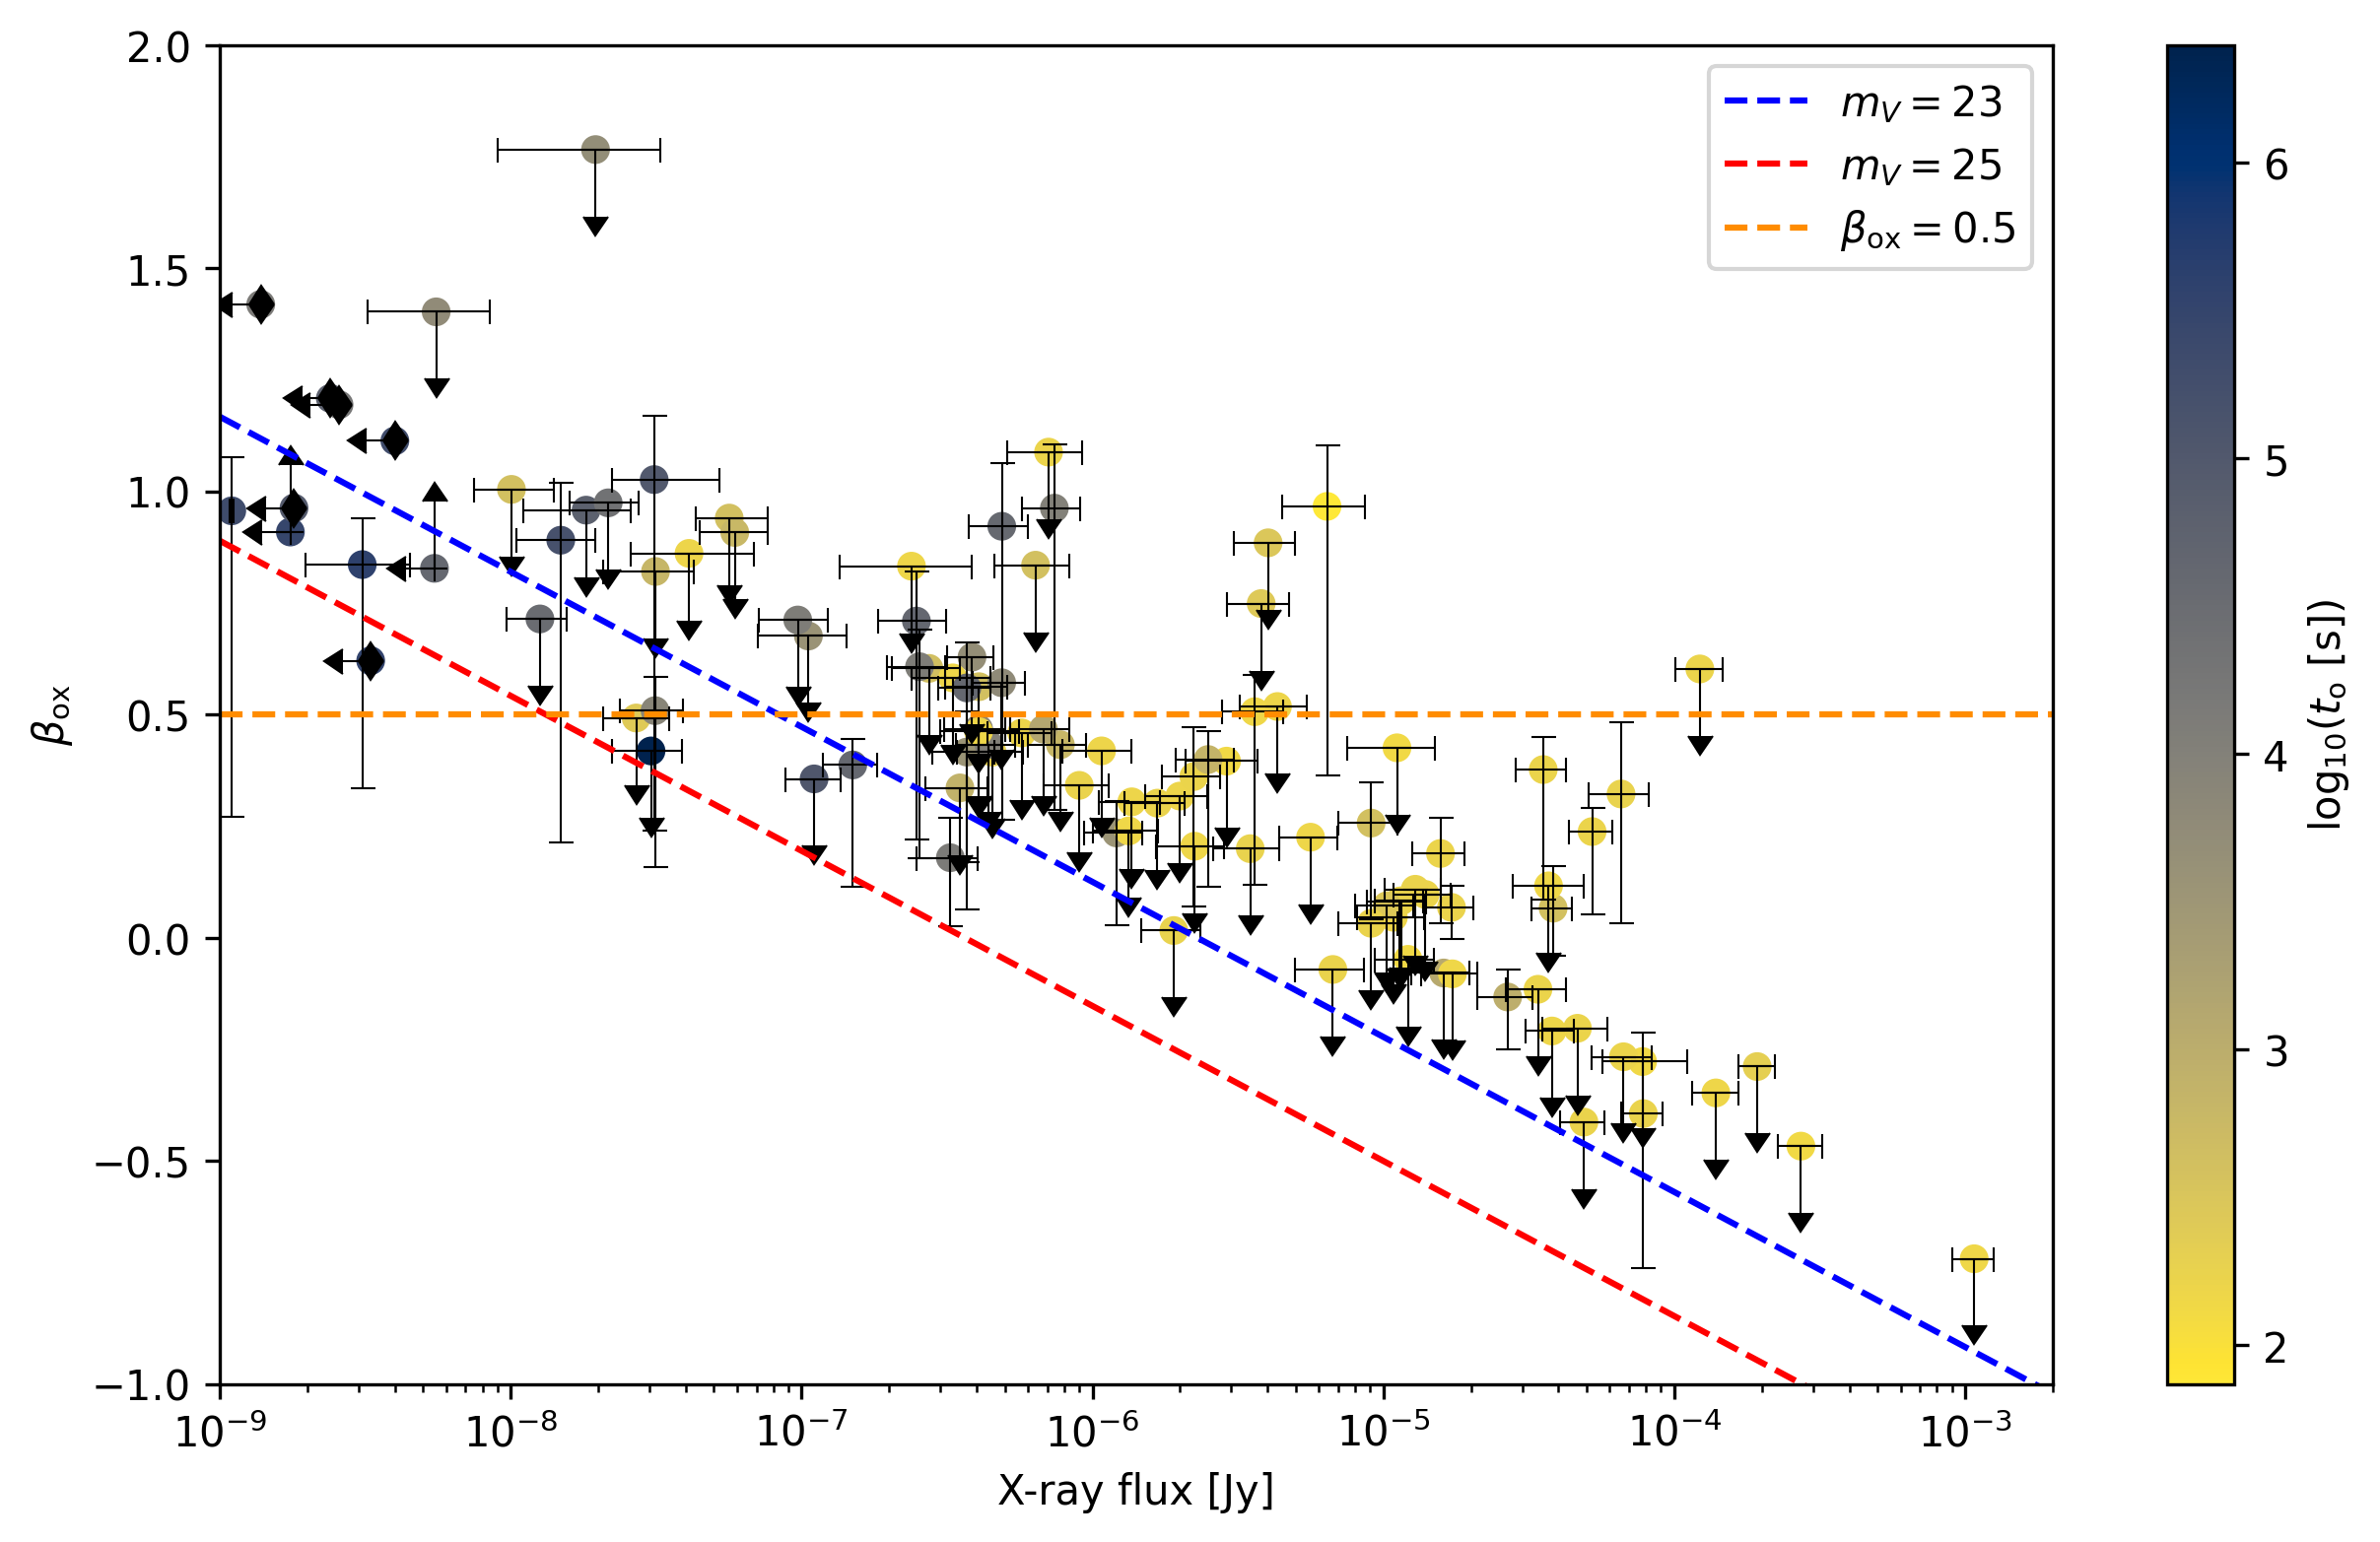 2.0
1.5
1.0
0.5
0.0
−0.5
−1.0
β_ox
10⁻⁹ 10⁻⁸ 10⁻⁷ 10⁻⁶ 10⁻⁵ 10⁻⁴ 10⁻³
X-ray flux [Jy]
m_V = 23
m_V = 25
β_ox = 0.5
6
5
4
3
2
log₁₀(t_o [s])